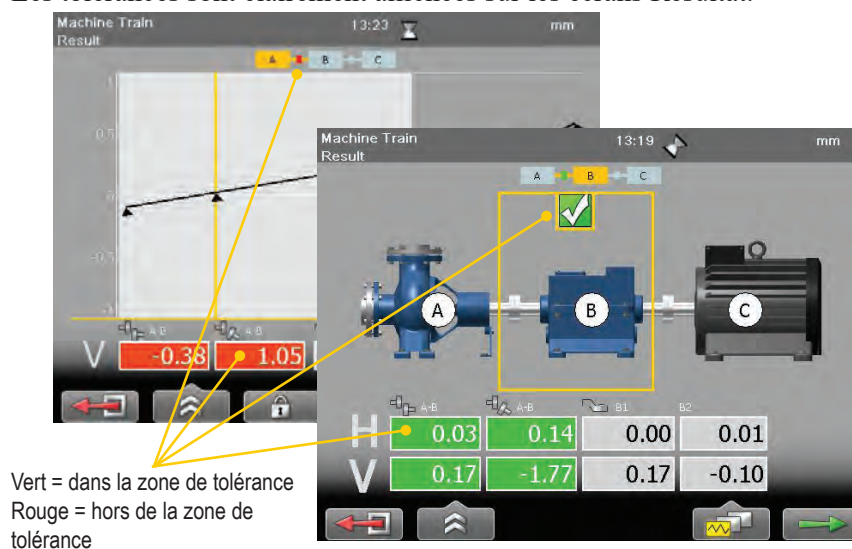 Machine Train 13:23 mm
Result
A B C
1
0.5
0
-0.5
A-B A-B
V -0.38 1.05
Machine Train 13:19 mm
Result
A B C
A B C
A-B A-B B1 B2
H 0.03 0.14 0.00 0.01
V 0.17 -1.77 0.17 -0.10
Vert = dans la zone de tolérance
Rouge = hors de la zone de
tolérance